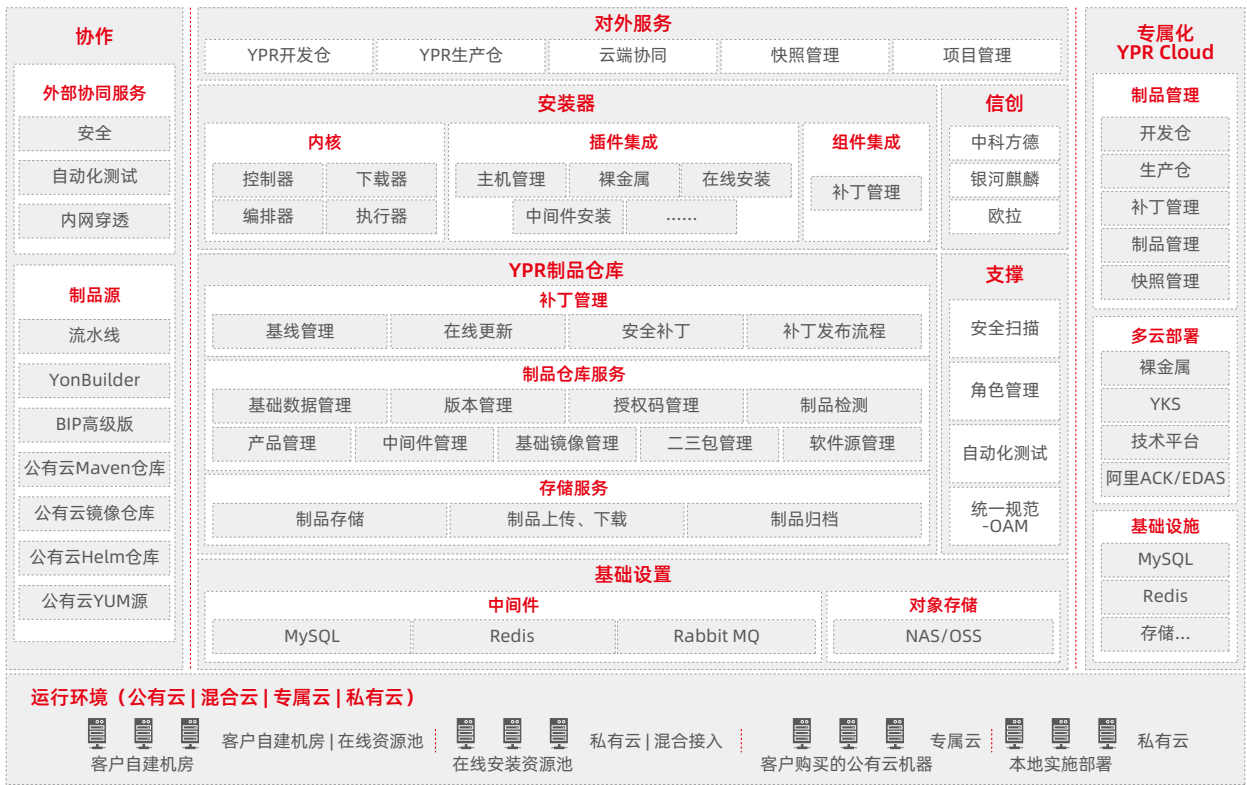 协作
外部协同服务
安全
自动化测试
内网穿透
制品源
流水线
YonBuilder
BIP高级版
公有云Maven仓库
公有云镜像仓库
公有云Helm仓库
公有云YUM源
对外服务
YPR开发仓 YPR生产仓 云端协同 快照管理 项目管理
安装器
内核
控制器 下载器
编排器 执行器
插件集成
主机管理 裸金属 在线安装
中间件安装 ......
组件集成
补丁管理
信创
中科方德
银河麒麟
欧拉
YPR制品仓库
补丁管理
基线管理 在线更新 安全补丁 补丁发布流程
制品仓库服务
基础数据管理 版本管理 授权码管理 制品检测
产品管理 中间件管理 基础镜像管理 二三包管理 软件源管理
存储服务
制品存储 制品上传、下载 制品归档
支撑
安全扫描
角色管理
自动化测试
统一规范
-OAM
基础设置
中间件
MySQL Redis Rabbit MQ
对象存储
NAS/OSS
专属化
YPR Cloud
制品管理
开发仓
生产仓
补丁管理
制品管理
快照管理
多云部署
裸金属
YKS
技术平台
阿里ACK/EDAS
基础设施
MySQL
Redis
存储...
运行环境（公有云|混合云|专属云|私有云）
客户自建机房|在线资源池
客户自建机房
私有云|混合接入
在线安装资源池
专属云
客户购买的公有云机器
私有云
本地实施部署